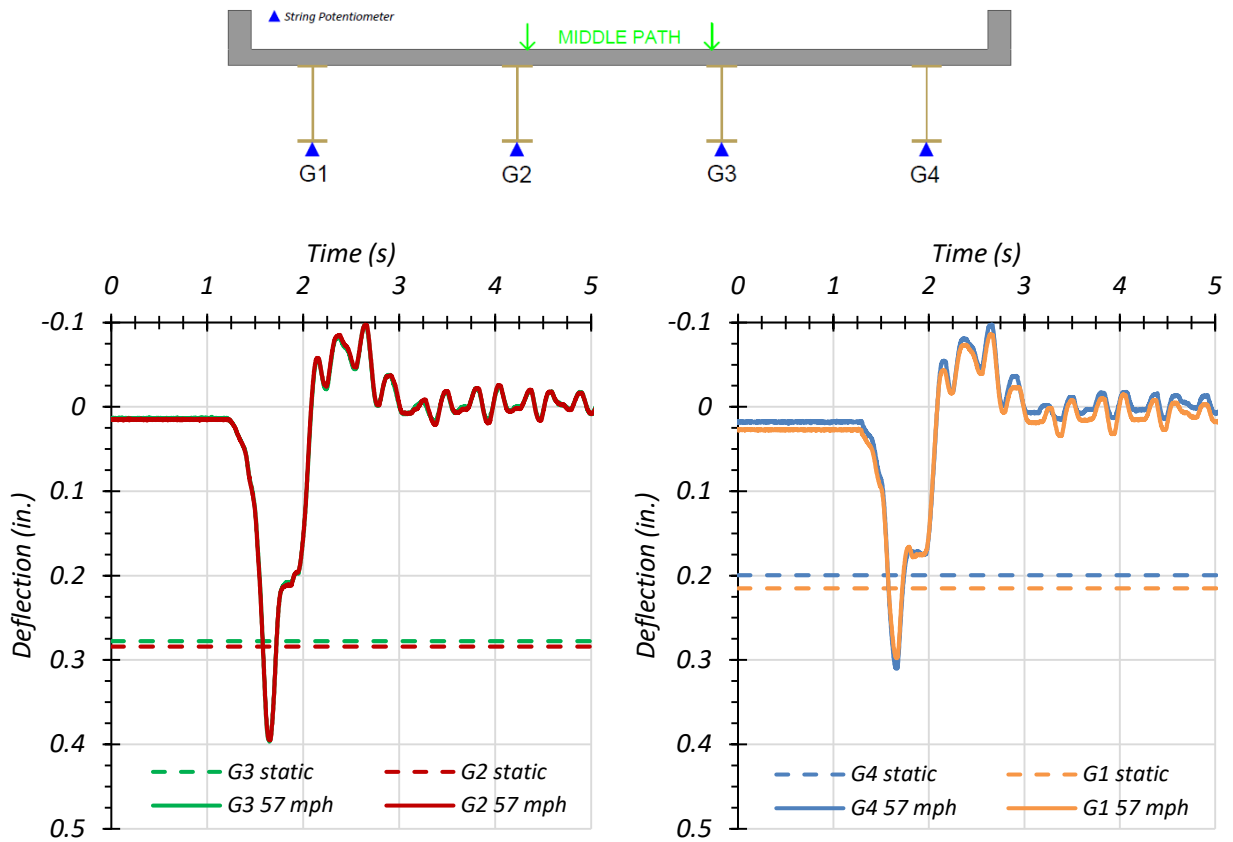 String Potentiometer
MIDDLE PATH
G1 G2 G3 G4
Time (s)
0 1 2 3 4 5
-0.1
0
0.1
0.2
0.3
0.4
0.5
Deflection (in.)
G3 static G2 static
G3 57 mph G2 57 mph
Time (s)
0 1 2 3 4 5
-0.1
0
0.1
0.2
0.3
0.4
0.5
Deflection (in.)
G4 static G1 static
G4 57 mph G1 57 mph